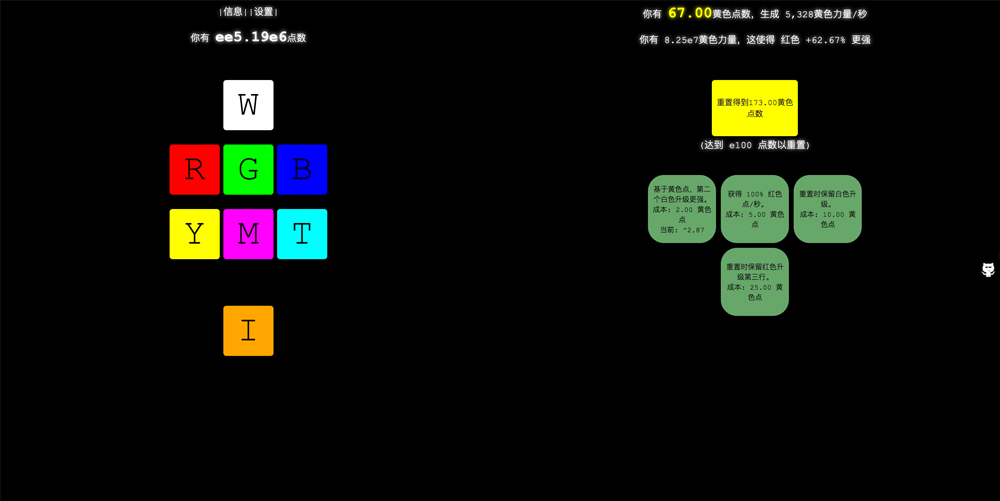 |信息||设置|
你有 ee5.19e6点数
W
R G B
Y M T
I
你有 67.00黄色点数，生成 5,328黄色力量/秒
你有 8.25e7黄色力量，这使得 红色 +62.67% 更强
重置得到173.00黄色
点数
(达到 e100 点数以重置)
基于黄色点，第二
个白色升级更强。
成本: 2.00 黄色
点
当前: ^2.87
获得 100% 红色
点/秒。
成本: 5.00 黄色
点
重置时保留白色升
级。
成本: 10.00 黄
色点
重置时保留红色升
级第三行。
成本: 25.00 黄
色点